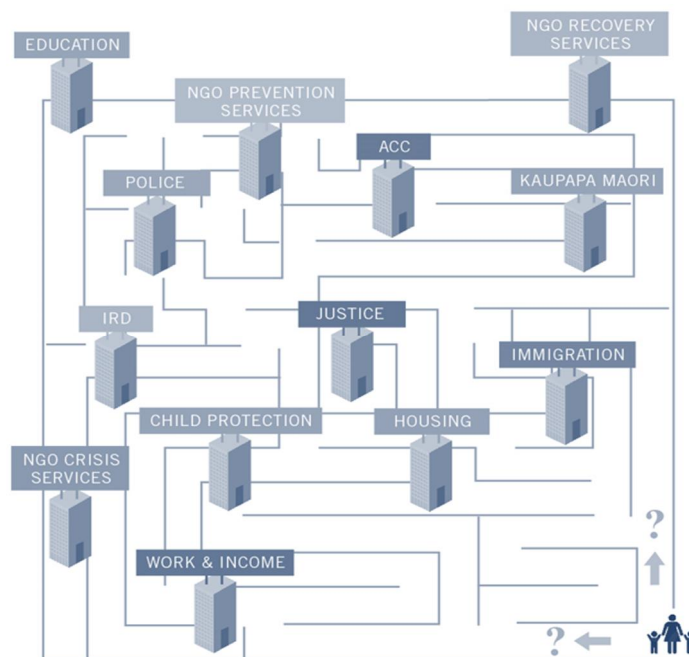 EDUCATION
NGO RECOVERY
SERVICES
NGO PREVENTION
SERVICES
ACC
POLICE
KAUPAPA MAORI
IRD
JUSTICE
IMMIGRATION
CHILD PROTECTION
HOUSING
NGO CRISIS
SERVICES
?
WORK & INCOME
?